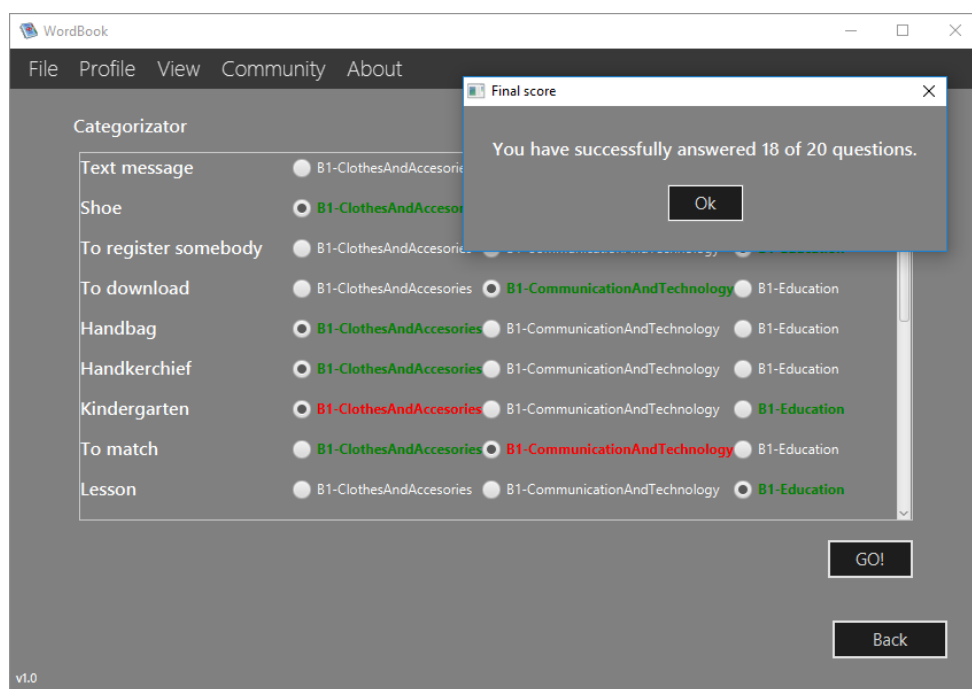 WordBook
File Profile View Community About
Final score
You have successfully answered 18 of 20 questions.
Ok
Categorizator
Text message B1-ClothesAndAccesorie
Shoe B1-ClothesAndAccesor
To register somebody B1-ClothesAndAccesories
To download B1-ClothesAndAccesories B1-CommunicationAndTechnology B1-Education
Handbag B1-ClothesAndAccesories B1-CommunicationAndTechnology B1-Education
Handkerchief B1-ClothesAndAccesories B1-CommunicationAndTechnology B1-Education
Kindergarten B1-ClothesAndAccesories B1-CommunicationAndTechnology B1-Education
To match B1-ClothesAndAccesories B1-CommunicationAndTechnology B1-Education
Lesson B1-ClothesAndAccesories B1-CommunicationAndTechnology B1-Education
GO!
Back
v1.0